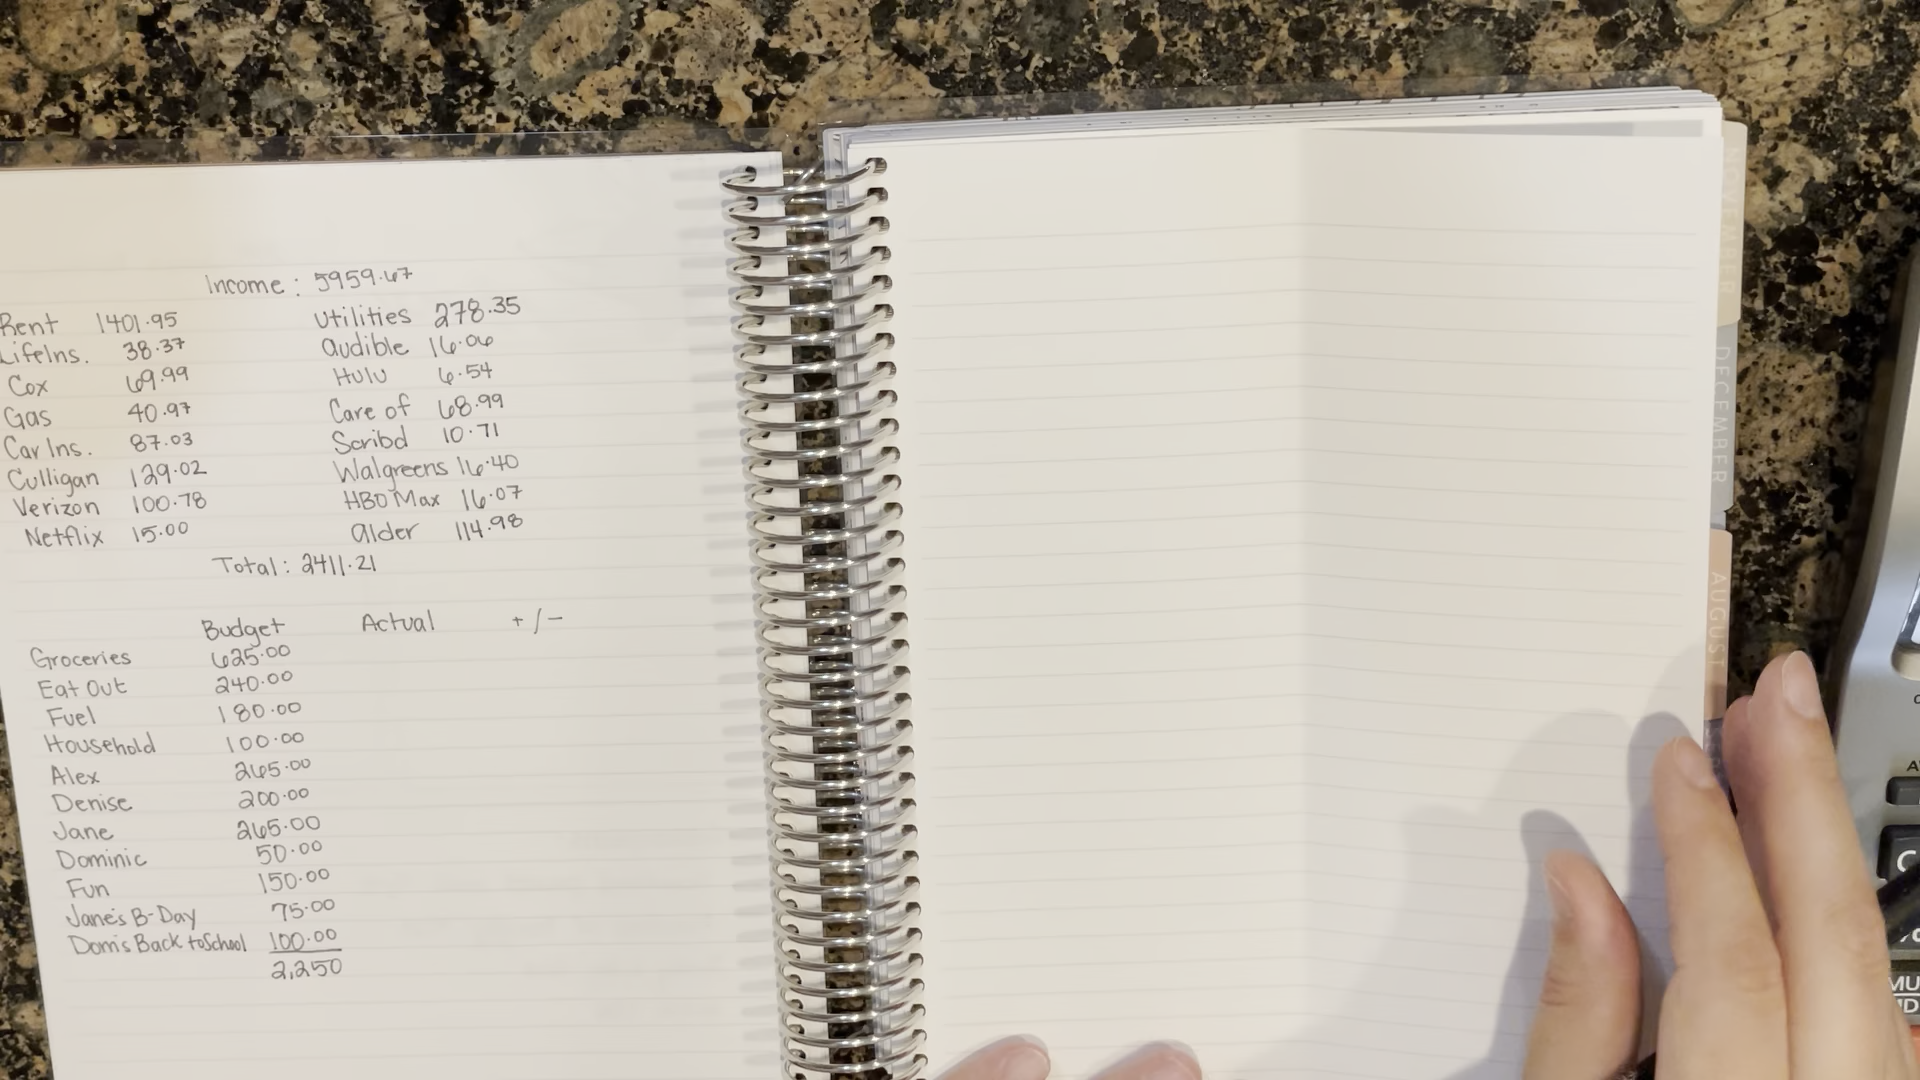 Income : 5959.67
Rent 1401.95 Utilities 278.35
LifeIns. 38.37 Audible 16.06
Cox 69.99 Hulu 6.54
Gas 40.97 Care of 68.99
Car Ins. 87.03 Scribd 10.71
Culligan 129.02 Walgreens 16.40
Verizon 100.78 HBO Max 16.07
Netflix 15.00 Alder 114.98
Total : 2411.21
Budget Actual +/-
Groceries 625.00
Eat Out 240.00
Fuel 180.00
Household 100.00
Alex 265.00
Denise 200.00
Jane 265.00
Dominic 50.00
Fun 150.00
Jane's B-Day 75.00
Dom's Back to School 100.00
2,250
NOVEMBER
DECEMBER
AUGUST